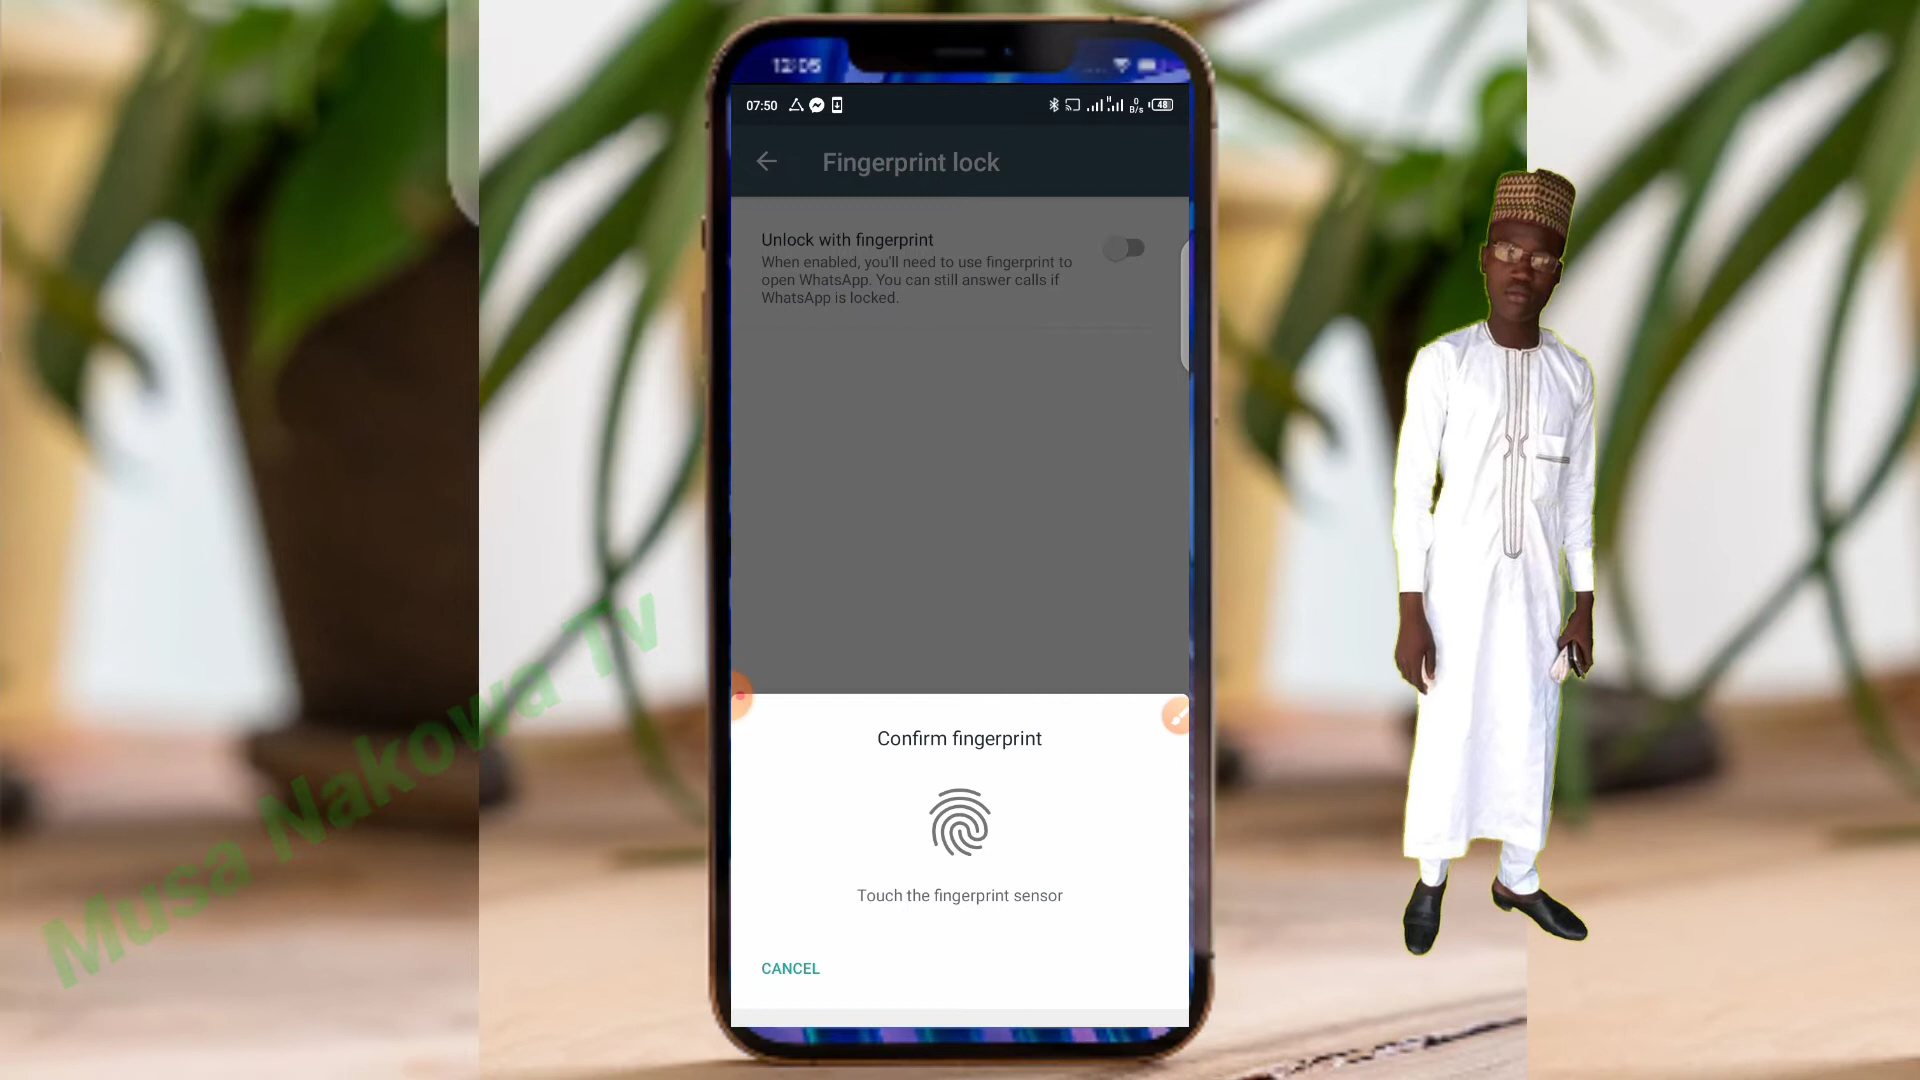 12:05
07:50
H
0
B/s
48
Fingerprint lock
Unlock with fingerprint
When enabled, you'll need to use fingerprint to
open WhatsApp. You can still answer calls if
WhatsApp is locked.
Confirm fingerprint
Touch the fingerprint sensor
CANCEL
Musa Nakowa Tv